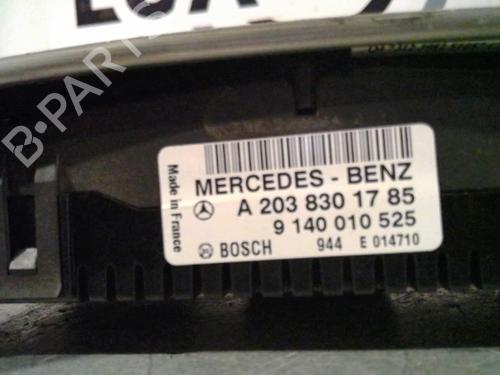 B-PARTS
Made in France
MERCEDES - BENZ
A 203 830 17 85
9 140 010 525
BOSCH 944 E 014710